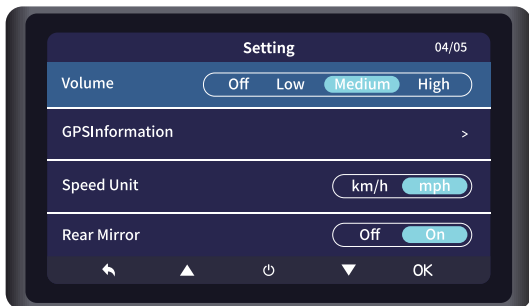 Setting 04/05
Volume Off Low Medium High
GPSInformation >
Speed Unit km/h mph
Rear Mirror Off On
OK